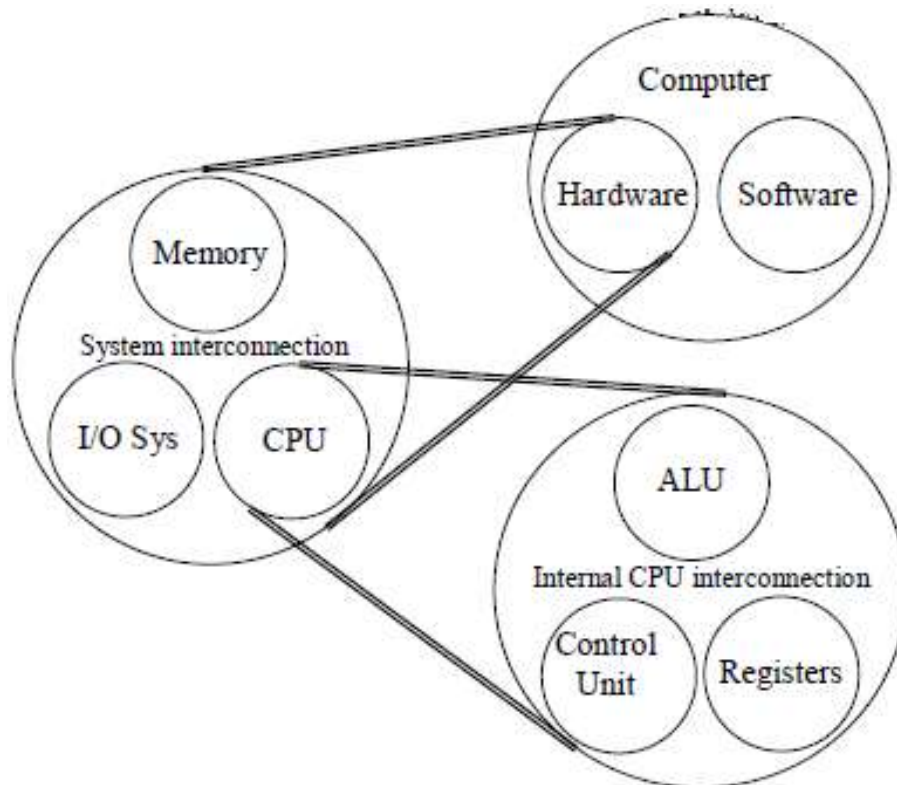 Computer
Hardware
Software
Memory
System interconnection
I/O Sys
CPU
ALU
Internal CPU interconnection
Control
Unit
Registers